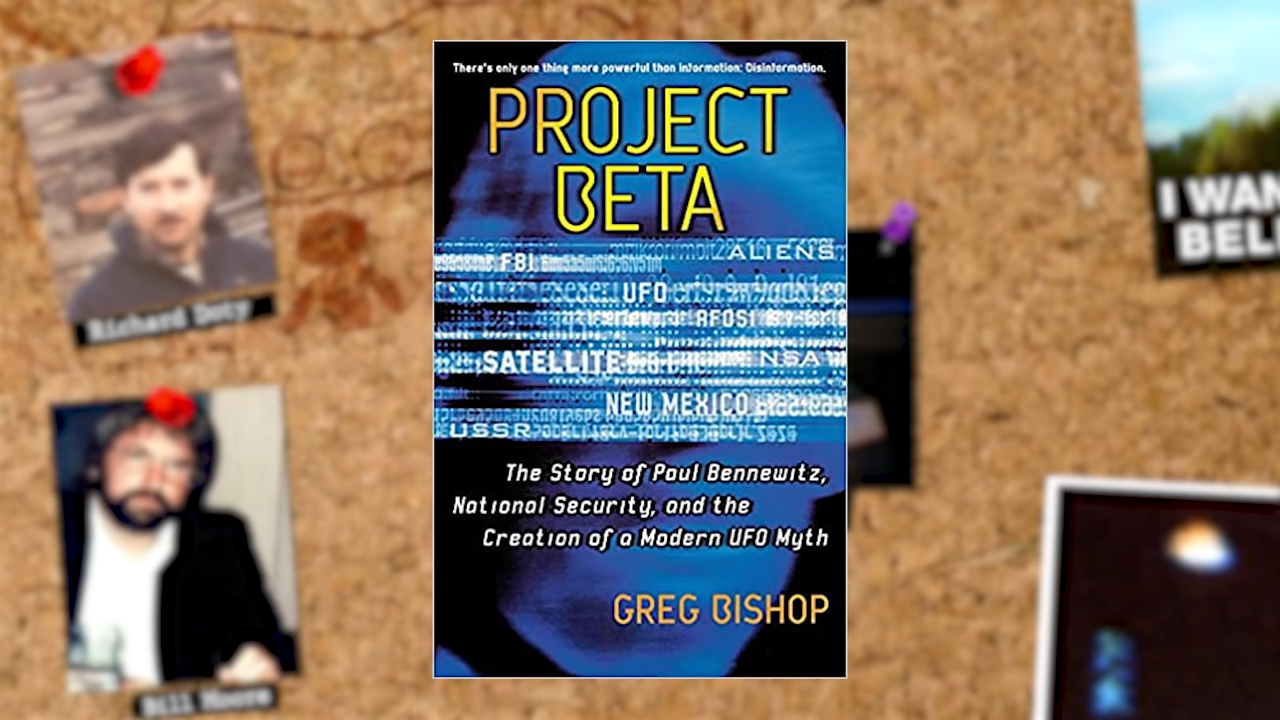 There's only one thing more powerful than information: Disinformation.
PROJECT
BETA
ALIENS
FBI
UFO
AFOSI
SATELLITE
NSA
NEW MEXICO
USSR
The Story of Paul Bennewitz,
National Security, and the
Creation of a Modern UFO Myth
GREG BISHOP
Richard Doty
Bill Moore
I WAN
BELI